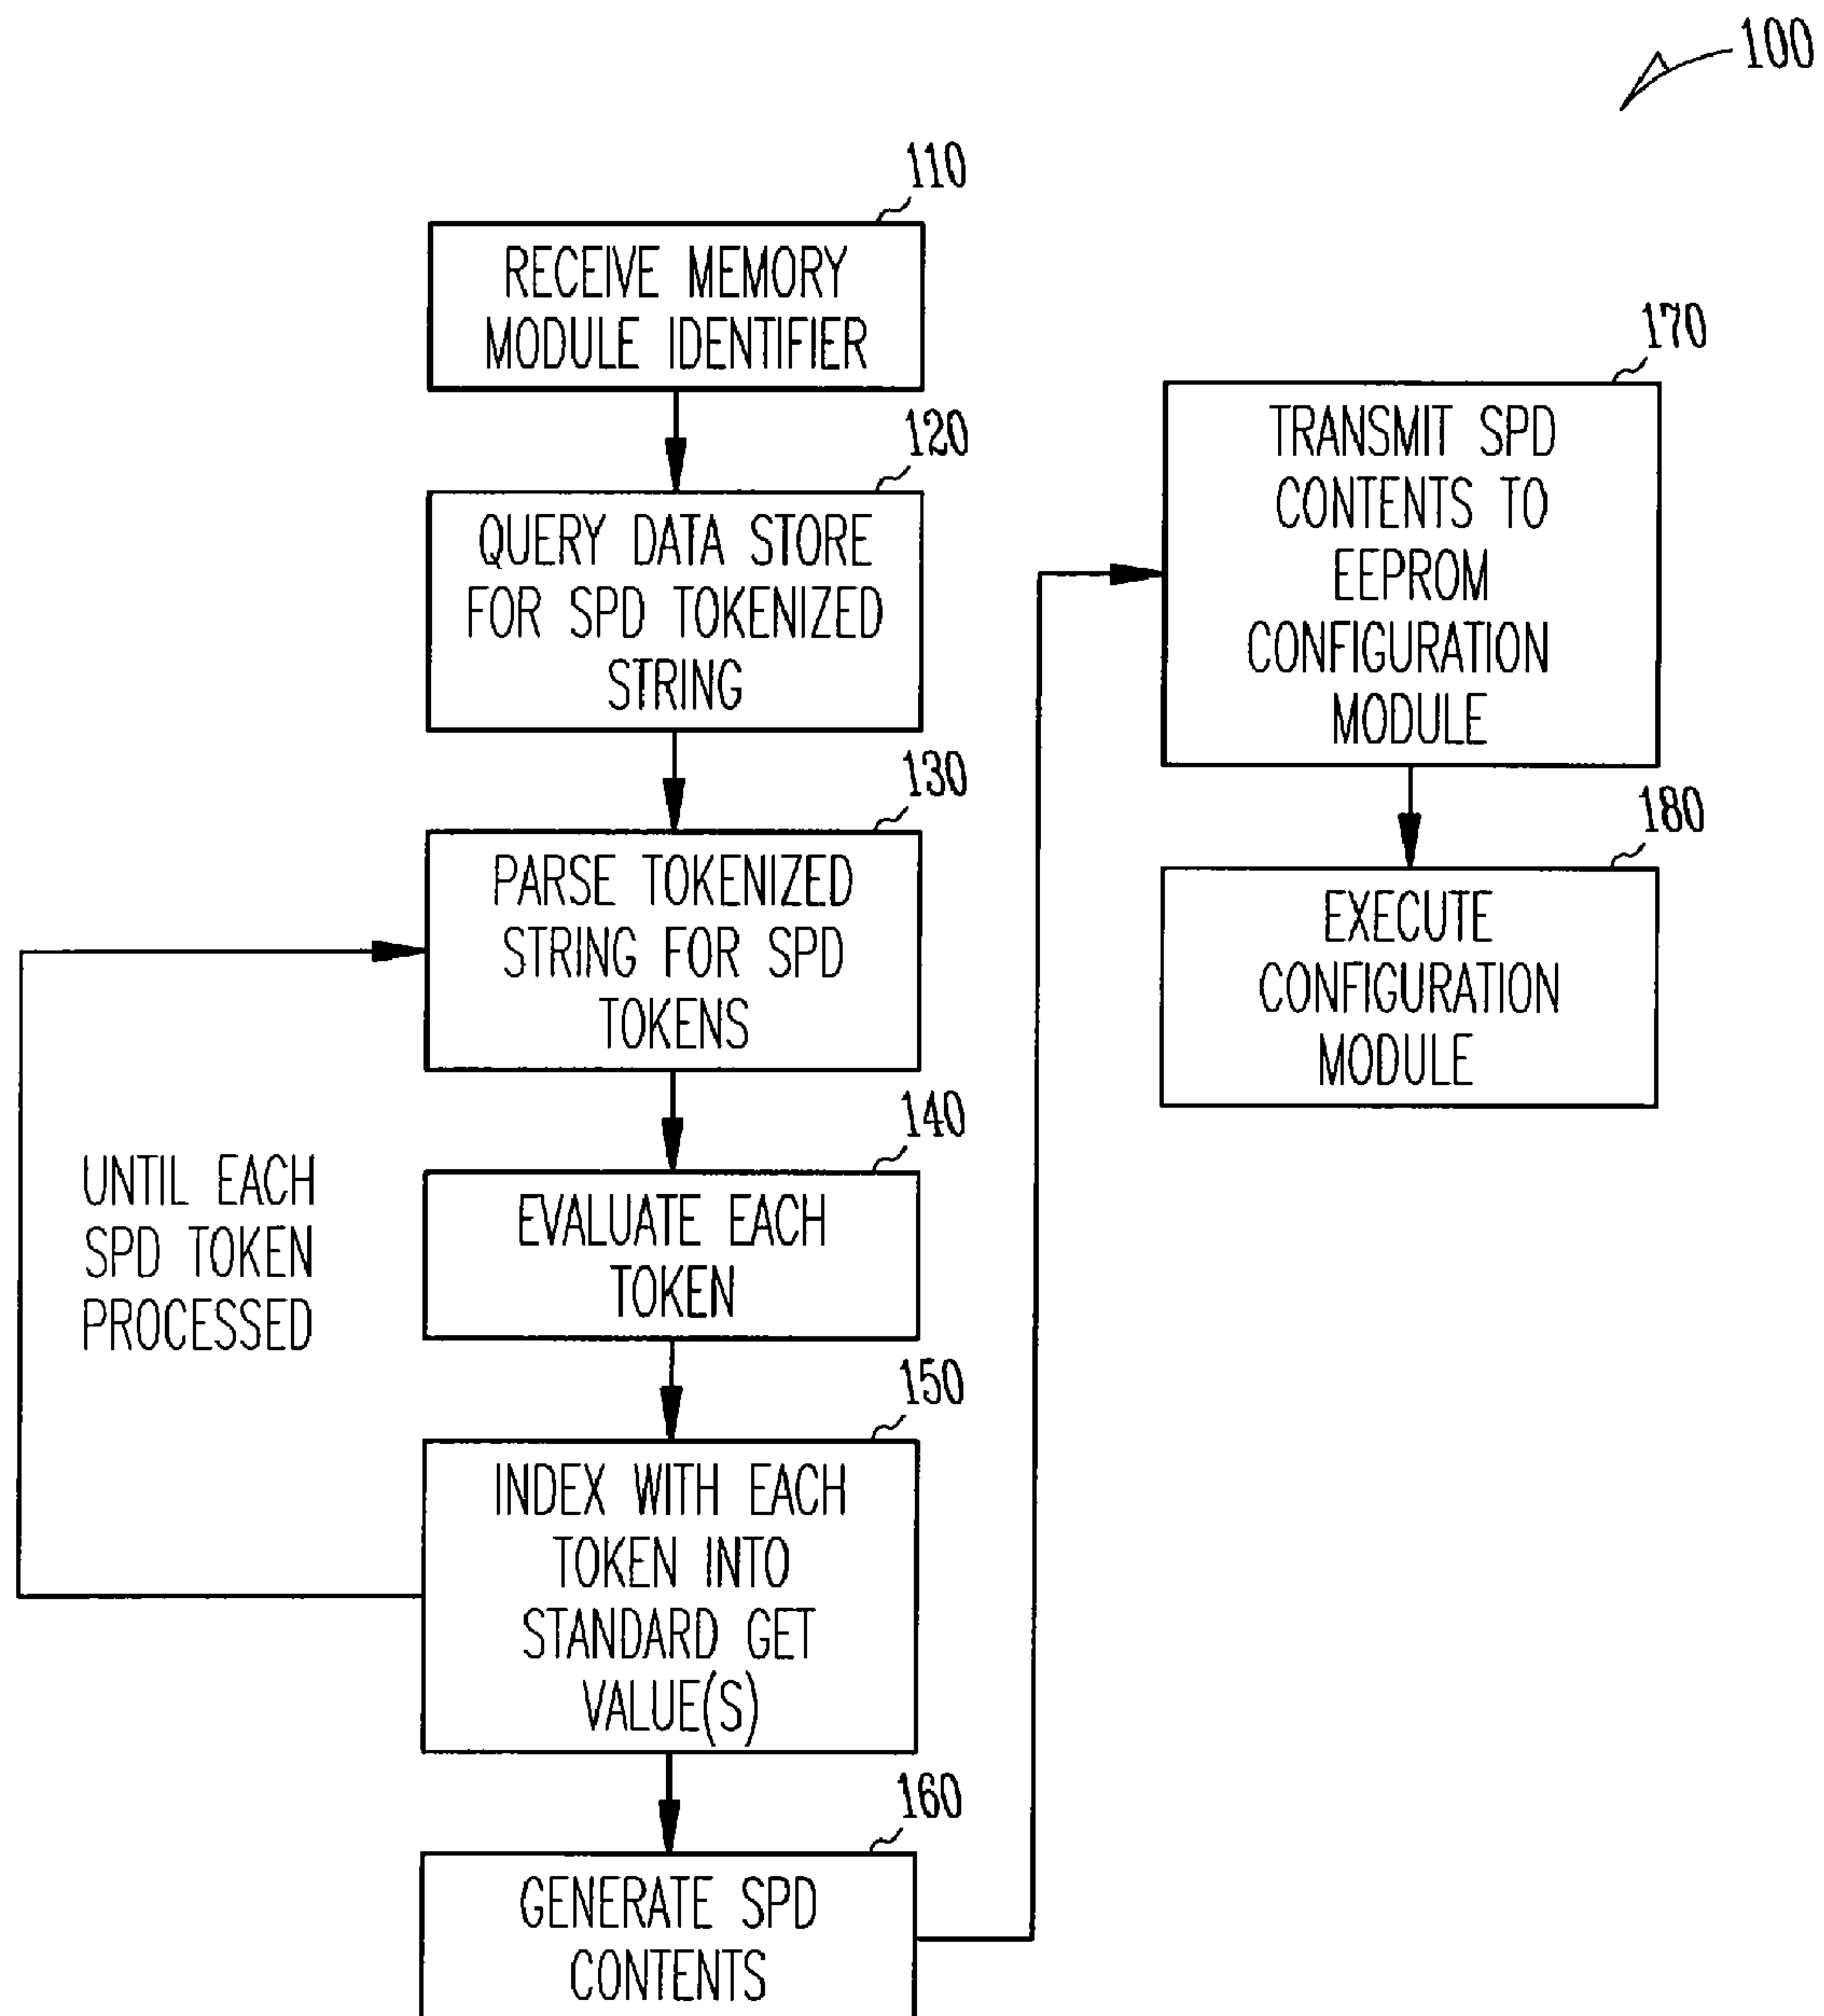 100
110
RECEIVE MEMORY
MODULE IDENTIFIER
120
QUERY DATA STORE
FOR SPD TOKENIZED
STRING
130
PARSE TOKENIZED
STRING FOR SPD
TOKENS
140
EVALUATE EACH
TOKEN
UNTIL EACH
SPD TOKEN
PROCESSED
150
INDEX WITH EACH
TOKEN INTO
STANDARD GET
VALUE(S)
160
GENERATE SPD
CONTENTS
170
TRANSMIT SPD
CONTENTS TO
EEPROM
CONFIGURATION
MODULE
180
EXECUTE
CONFIGURATION
MODULE